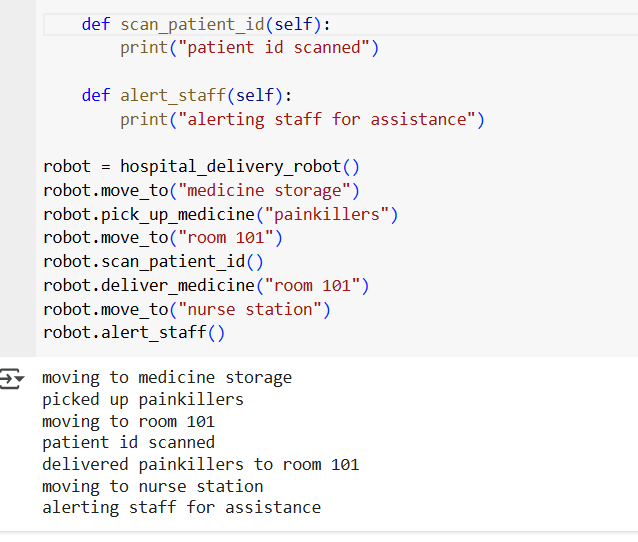 def scan_patient_id(self):
print("patient id scanned")
def alert_staff(self):
print("alerting staff for assistance")
robot = hospital_delivery_robot()
robot.move_to("medicine storage")
robot.pick_up_medicine("painkillers")
robot.move_to("room 101")
robot.scan_patient_id()
robot.deliver_medicine("room 101")
robot.move_to("nurse station")
robot.alert_staff()
moving to medicine storage
picked up painkillers
moving to room 101
patient id scanned
delivered painkillers to room 101
moving to nurse station
alerting staff for assistance